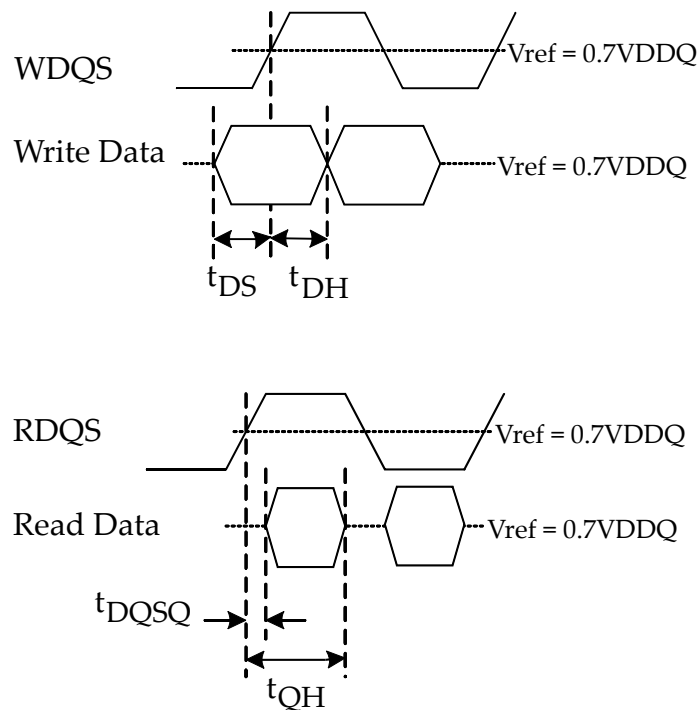 WDQS
Vref = 0.7VDDQ
Write Data
Vref = 0.7VDDQ
tDS
tDH
RDQS
Vref = 0.7VDDQ
Read Data
Vref = 0.7VDDQ
tDQSQ
tQH